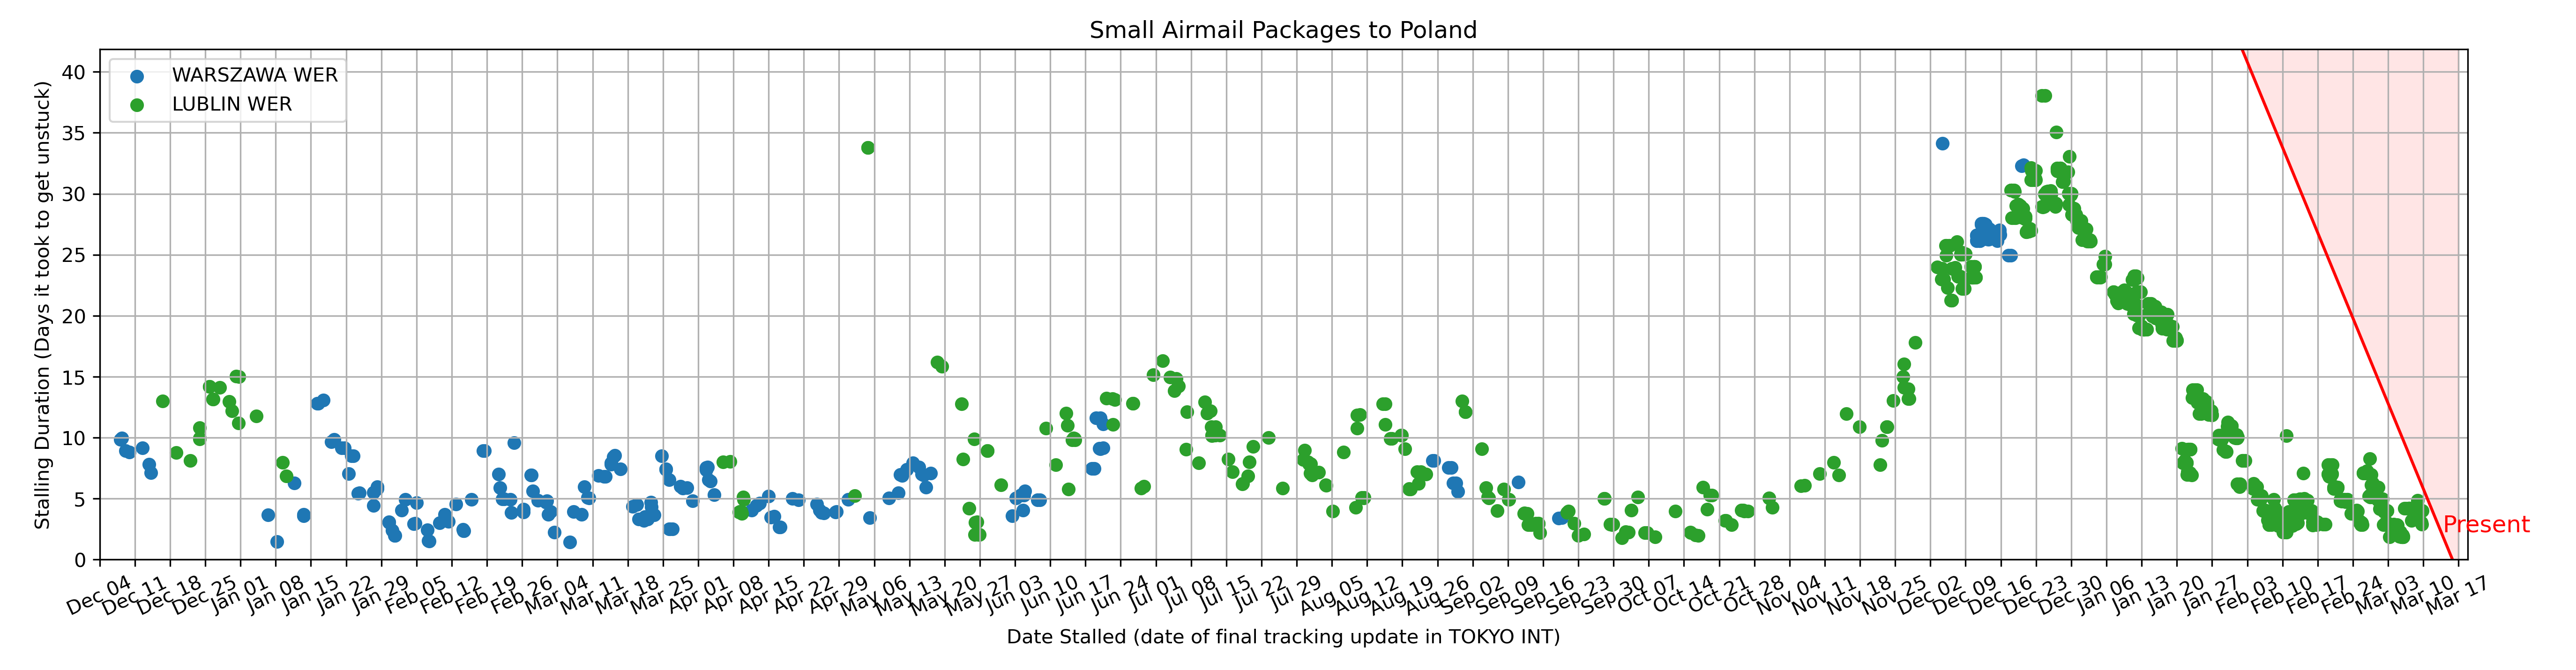 Small Airmail Packages to Poland
WARSZAWA WER
LUBLIN WER
Stalling Duration (Days it took to get unstuck)
40
35
30
25
20
15
10
5
0
Present
Dec 04
Dec 11
Dec 18
Dec 25
Jan 01
Jan 08
Jan 15
Jan 22
Jan 29
Feb 05
Feb 12
Feb 19
Feb 26
Mar 04
Mar 11
Mar 18
Mar 25
Apr 01
Apr 08
Apr 15
Apr 22
Apr 29
May 06
May 13
May 20
May 27
Jun 03
Jun 10
Jun 17
Jun 24
Jul 01
Jul 08
Jul 15
Jul 22
Jul 29
Aug 05
Aug 12
Aug 19
Aug 26
Sep 02
Sep 09
Sep 16
Sep 23
Sep 30
Oct 07
Oct 14
Oct 21
Oct 28
Nov 04
Nov 11
Nov 18
Nov 25
Dec 02
Dec 09
Dec 16
Dec 23
Dec 30
Jan 06
Jan 13
Jan 20
Jan 27
Feb 03
Feb 10
Feb 17
Feb 24
Mar 03
Mar 10
Mar 17
Date Stalled (date of final tracking update in TOKYO INT)